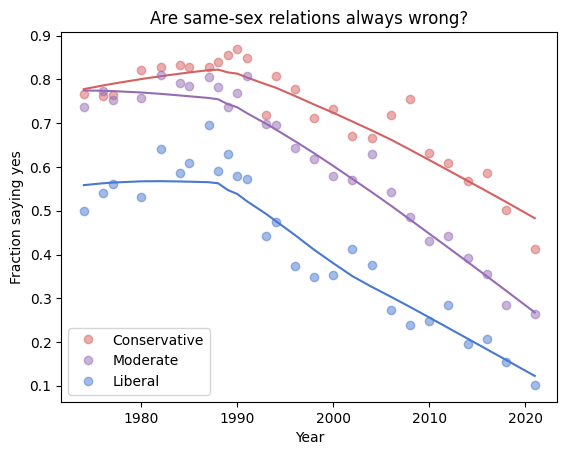 Are same-sex relations always wrong?
Fraction saying yes
0.9
0.8
0.7
0.6
0.5
0.4
0.3
0.2
0.1
Conservative
Moderate
Liberal
1980 1990 2000 2010 2020
Year